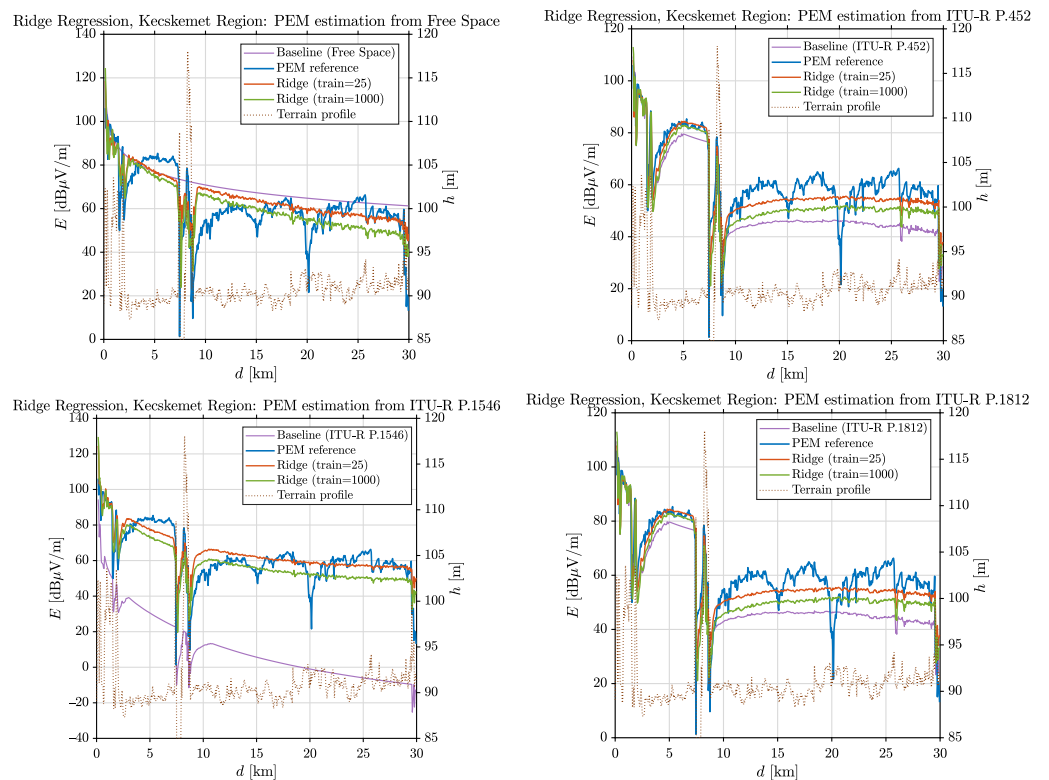 Ridge Regression, Kecskemet Region: PEM estimation from Free Space
Baseline (Free Space)
PEM reference
Ridge (train=25)
Ridge (train=1000)
Terrain profile
E [dBµV/m]
140
120
100
80
60
40
20
0
h [m]
120
115
110
105
100
95
90
85
0 5 10 15 20 25 30
d [km]
Ridge Regression, Kecskemet Region: PEM estimation from ITU-R P.452
Baseline (ITU-R P.452)
PEM reference
Ridge (train=25)
Ridge (train=1000)
Terrain profile
E [dBµV/m]
120
100
80
60
40
20
0
h [m]
120
115
110
105
100
95
90
85
0 5 10 15 20 25 30
d [km]
Ridge Regression, Kecskemet Region: PEM estimation from ITU-R P.1546
Baseline (ITU-R P.1546)
PEM reference
Ridge (train=25)
Ridge (train=1000)
Terrain profile
E [dBµV/m]
140
120
100
80
60
40
20
0
-20
-40
h [m]
120
115
110
105
100
95
90
85
0 5 10 15 20 25 30
d [km]
Ridge Regression, Kecskemet Region: PEM estimation from ITU-R P.1812
Baseline (ITU-R P.1812)
PEM reference
Ridge (train=25)
Ridge (train=1000)
Terrain profile
E [dBµV/m]
120
100
80
60
40
20
0
h [m]
120
115
110
105
100
95
90
85
0 5 10 15 20 25 30
d [km]